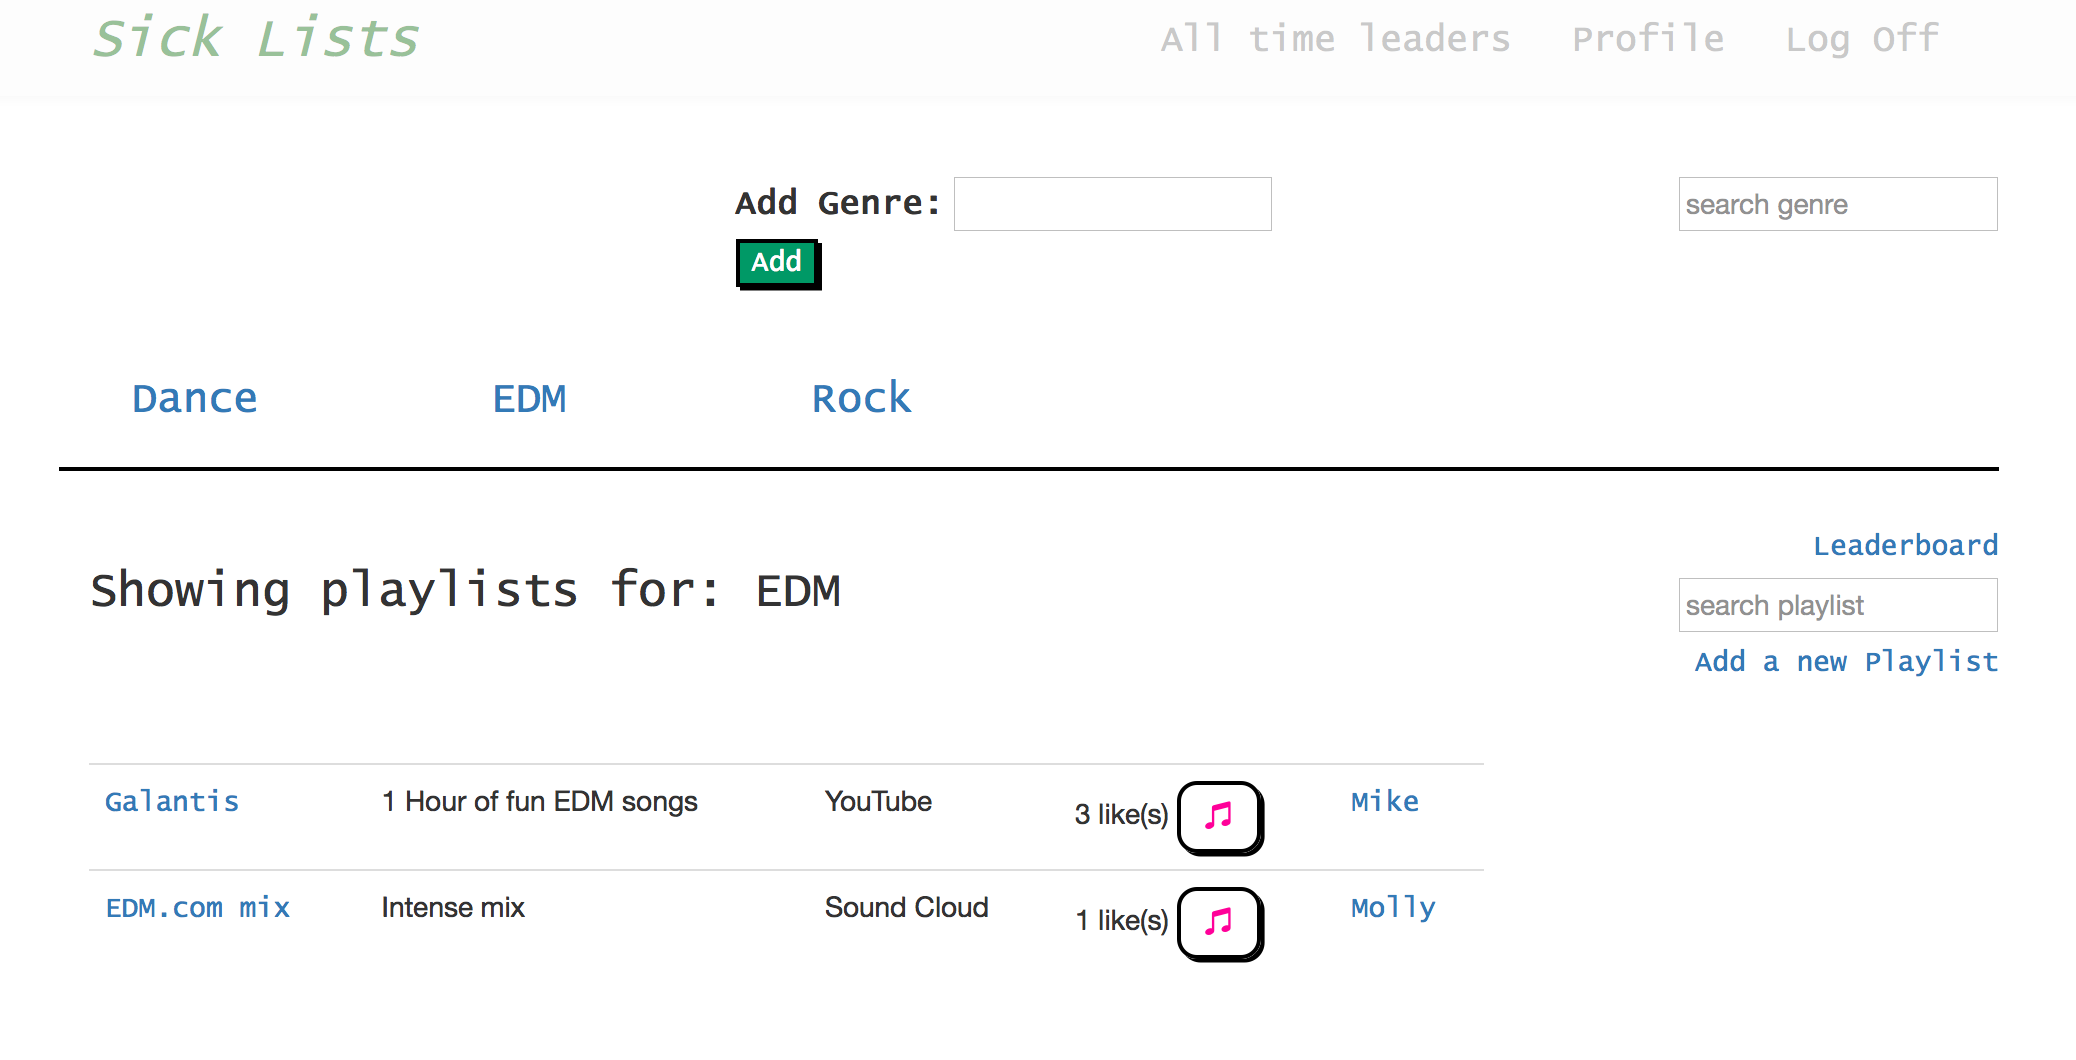 Sick Lists All time leaders Profile Log Off
Add Genre: search genre
Add
Dance EDM Rock
Leaderboard
Showing playlists for: EDM
search playlist
Add a new Playlist
Galantis 1 Hour of fun EDM songs YouTube 3 like(s) Mike
EDM.com mix Intense mix Sound Cloud 1 like(s) Molly